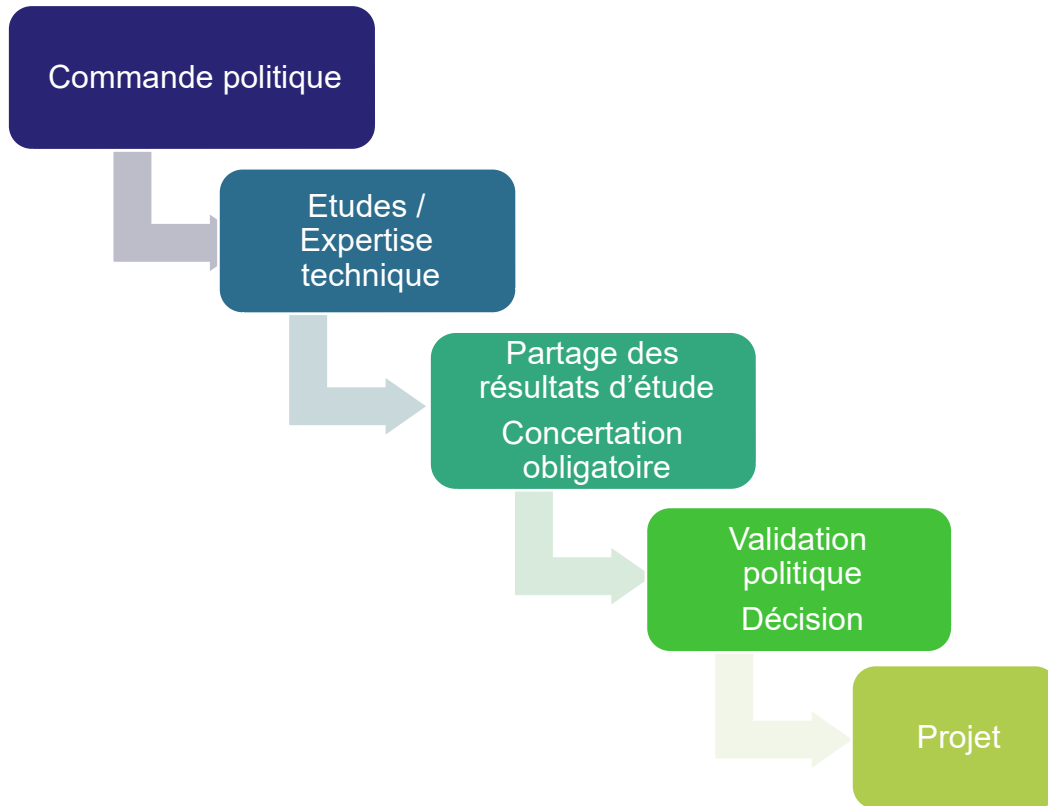 Commande politique
Etudes /
Expertise
technique
Partage des
résultats d’étude
Concertation
obligatoire
Validation
politique
Décision
Projet